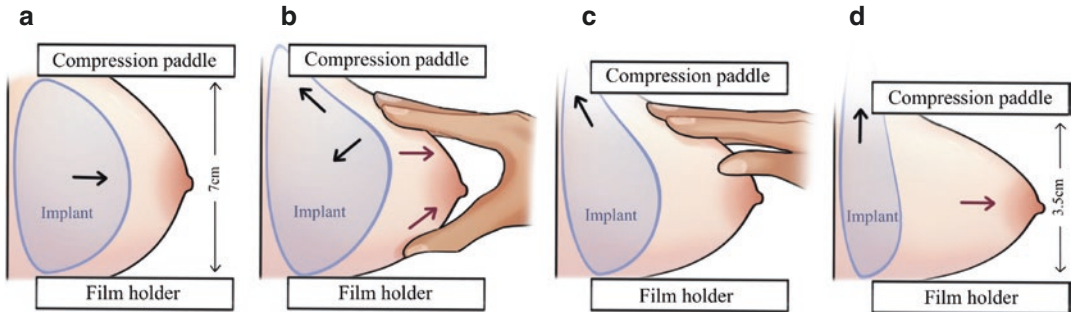 a
Compression paddle
Implant
7cm
Film holder
b
Compression paddle
Implant
Film holder
c
Compression paddle
Implant
Film holder
d
Compression paddle
Implant
3.5cm
Film holder